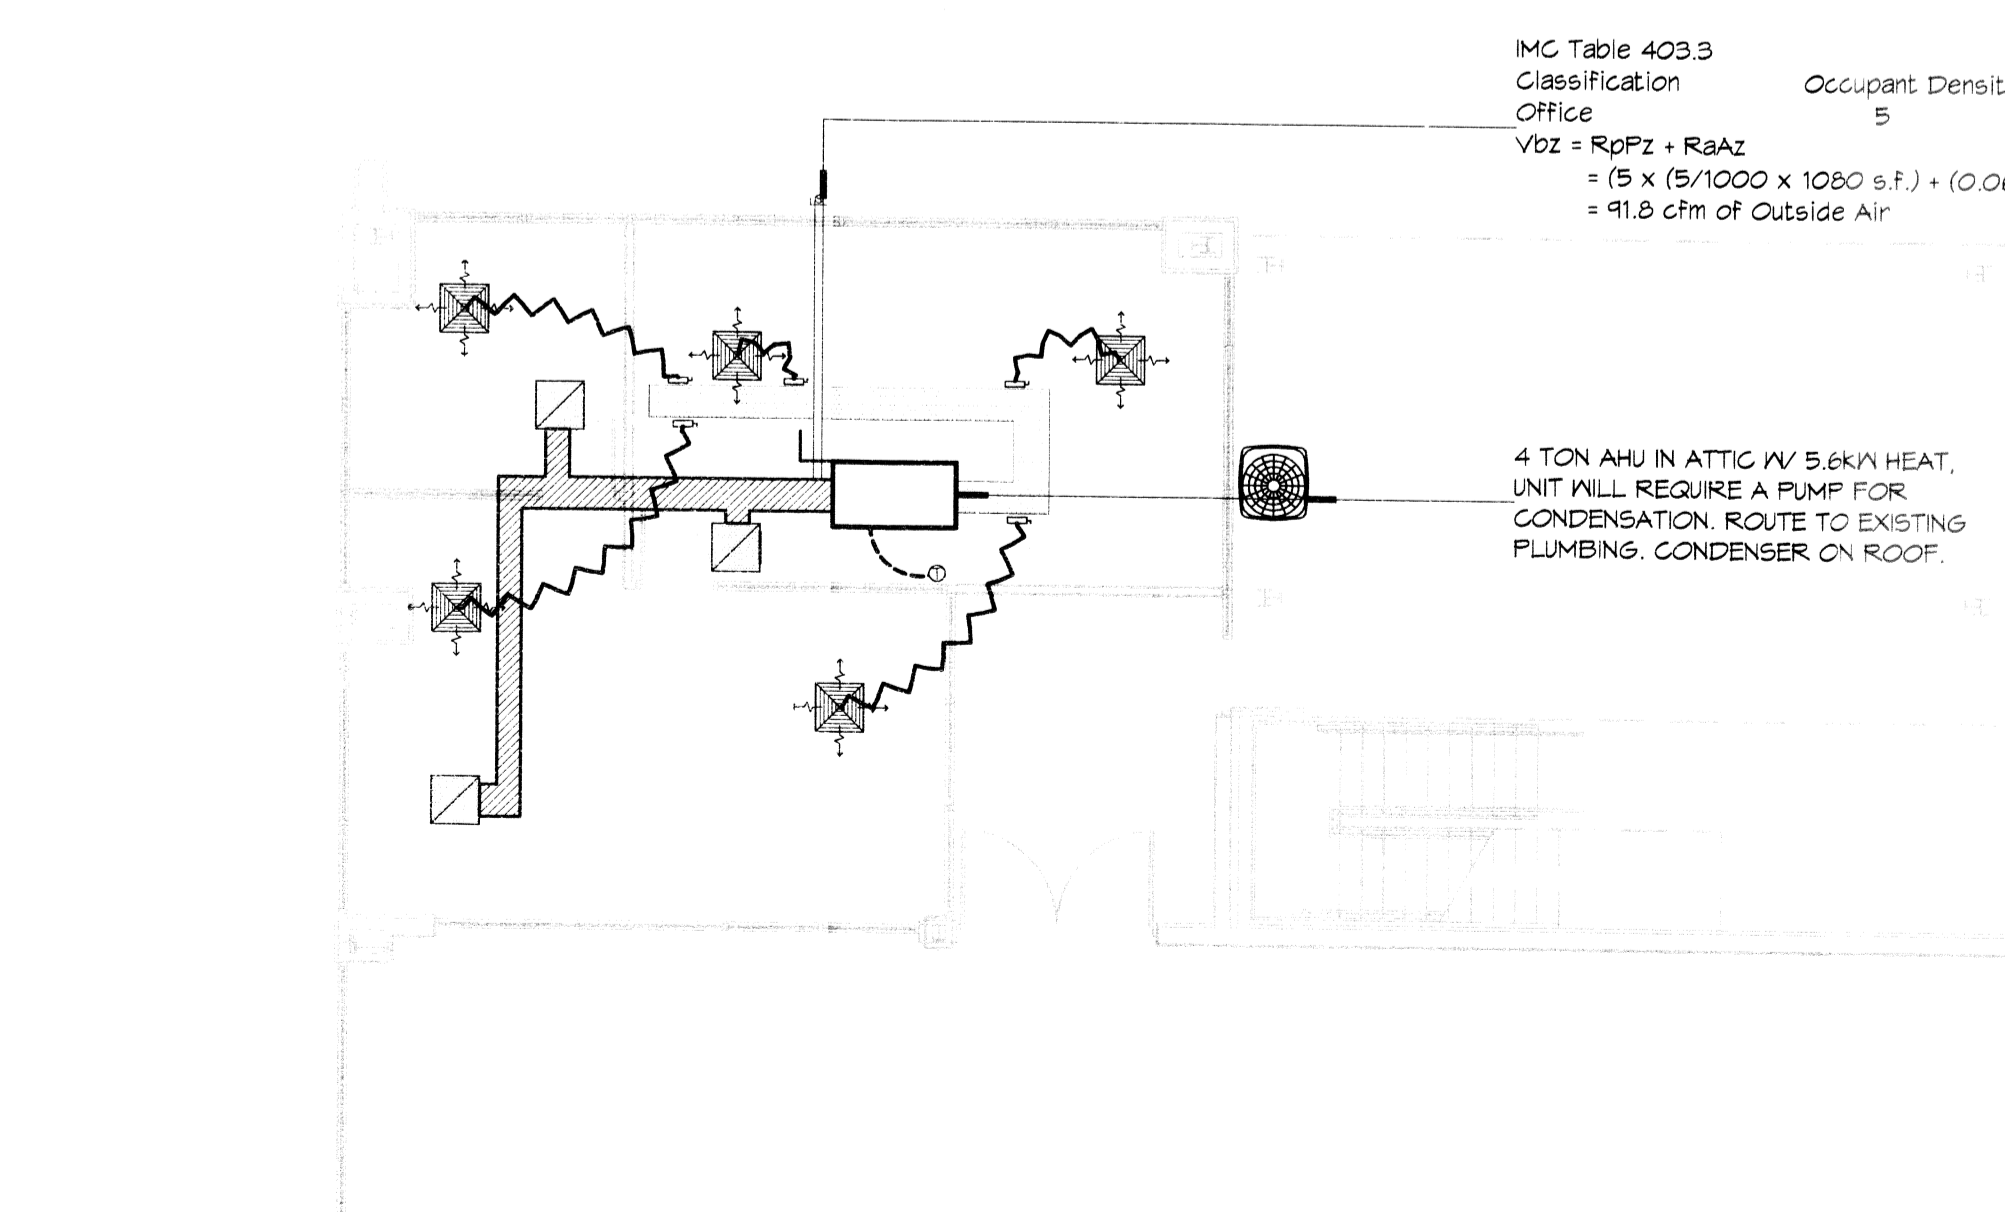 IMC Table 403.3
Classification Occupant Densit
Office 5
Vbz = RpPz + RaAz
= (5 x (5/1000 x 1080 s.f.) + (0.06
= 91.8 cfm of Outside Air
4 TON AHU IN ATTIC W/ 5.6KW HEAT,
UNIT WILL REQUIRE A PUMP FOR
CONDENSATION. ROUTE TO EXISTING
PLUMBING. CONDENSER ON ROOF.
T